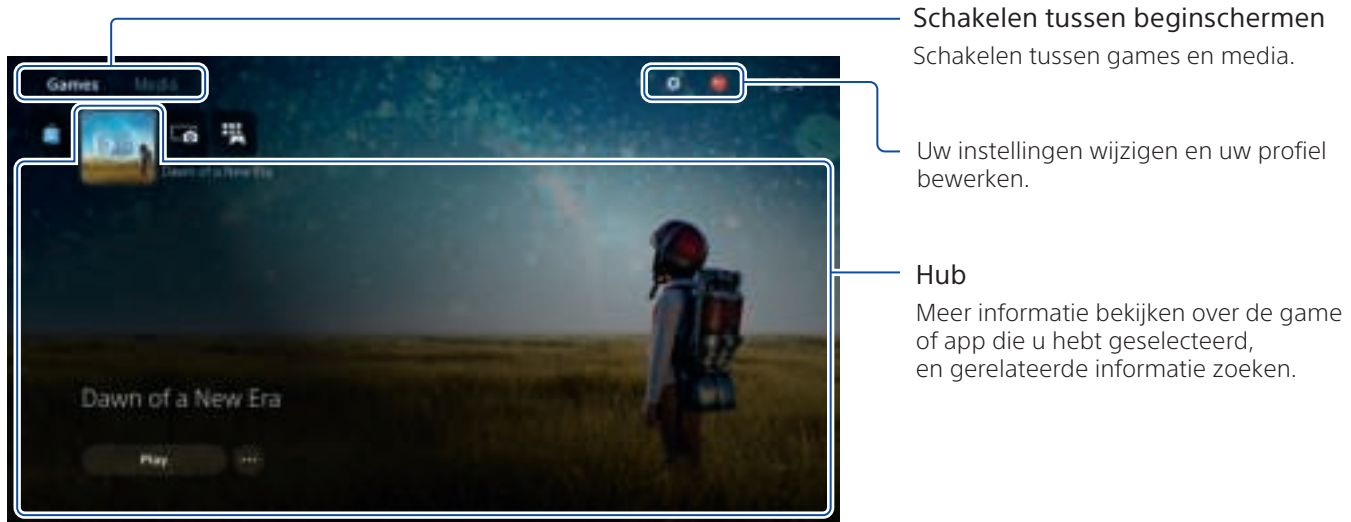 Schakelen tussen beginschermen
Schakelen tussen games en media.
Games Media
Uw instellingen wijzigen en uw profiel
bewerken.
Dawn of a New Era
Hub
Meer informatie bekijken over de game
of app die u hebt geselecteerd,
en gerelateerde informatie zoeken.
Dawn of a New Era
Play